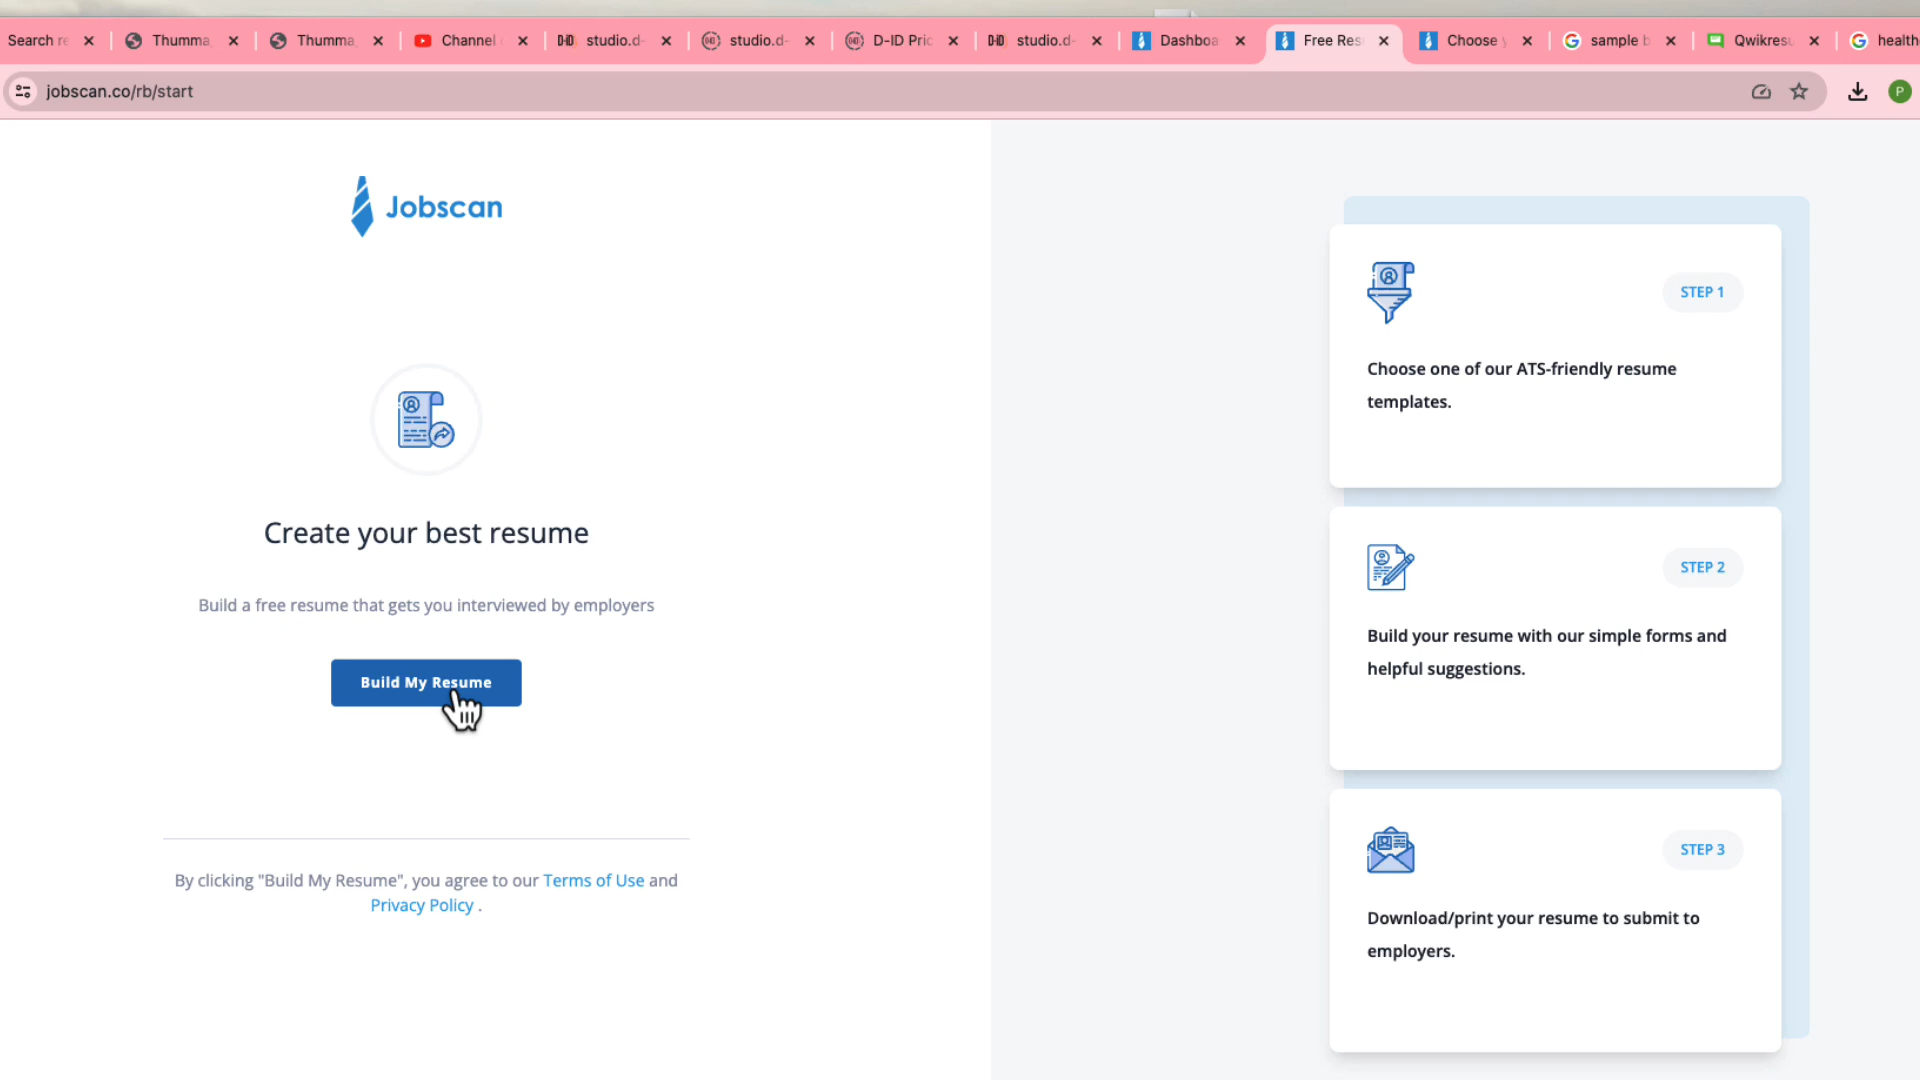 Search re
Thumma
Thumma
Channel
D-ID studio.d-
studio.d-
D-ID Pric
D-ID studio.d-
Dashboa
Free Res
Choose y
sample b
Qwikresu
health
jobscan.co/rb/start
P
Jobscan
Create your best resume
Build a free resume that gets you interviewed by employers
Build My Resume
By clicking "Build My Resume", you agree to our Terms of Use and
Privacy Policy .
STEP 1
Choose one of our ATS-friendly resume
templates.
STEP 2
Build your resume with our simple forms and
helpful suggestions.
STEP 3
Download/print your resume to submit to
employers.